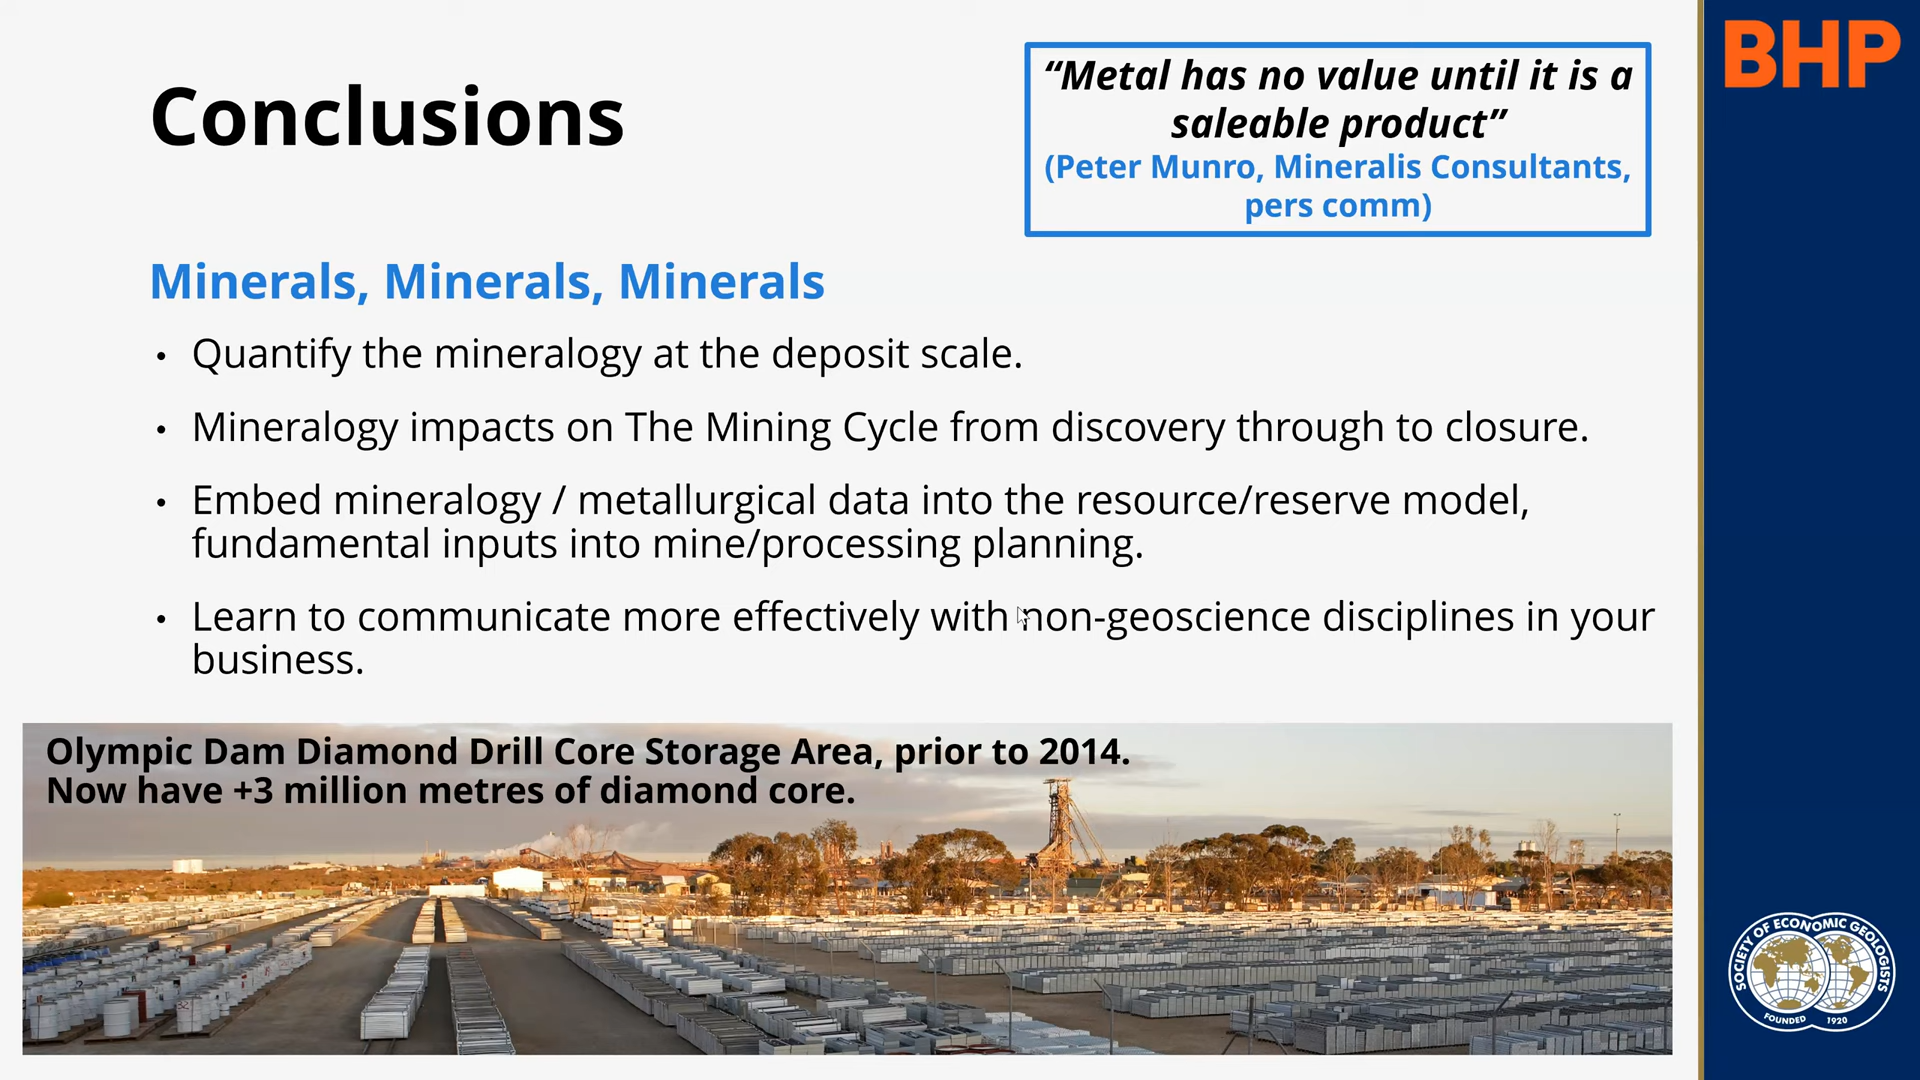 Conclusions
“Metal has no value until it is a
saleable product”
(Peter Munro, Mineralis Consultants,
pers comm)
BHP
Minerals, Minerals, Minerals
• Quantify the mineralogy at the deposit scale.
• Mineralogy impacts on The Mining Cycle from discovery through to closure.
• Embed mineralogy / metallurgical data into the resource/reserve model,
fundamental inputs into mine/processing planning.
• Learn to communicate more effectively with non-geoscience disciplines in your
business.
Olympic Dam Diamond Drill Core Storage Area, prior to 2014.
Now have +3 million metres of diamond core.
SOCIETY OF ECONOMIC GEOLOGISTS
FOUNDED 1920